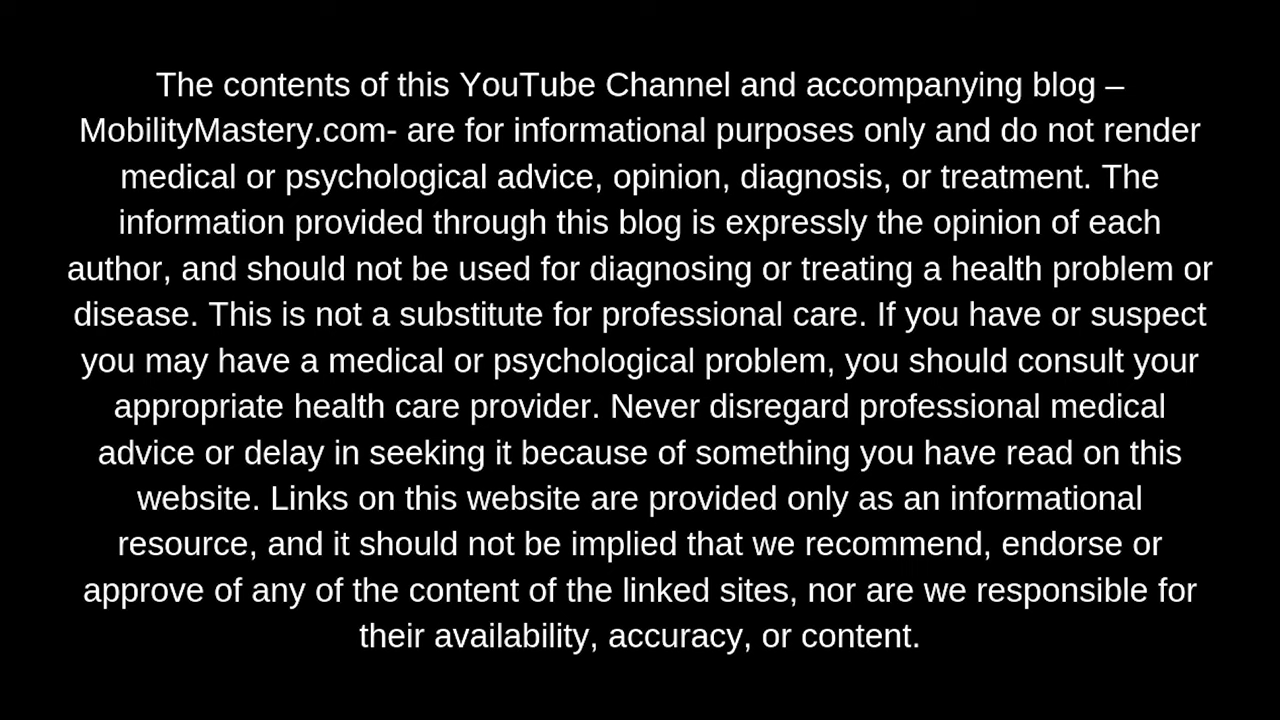 The contents of this YouTube Channel and accompanying blog –
MobilityMastery.com- are for informational purposes only and do not render
medical or psychological advice, opinion, diagnosis, or treatment. The
information provided through this blog is expressly the opinion of each
author, and should not be used for diagnosing or treating a health problem or
disease. This is not a substitute for professional care. If you have or suspect
you may have a medical or psychological problem, you should consult your
appropriate health care provider. Never disregard professional medical
advice or delay in seeking it because of something you have read on this
website. Links on this website are provided only as an informational
resource, and it should not be implied that we recommend, endorse or
approve of any of the content of the linked sites, nor are we responsible for
their availability, accuracy, or content.